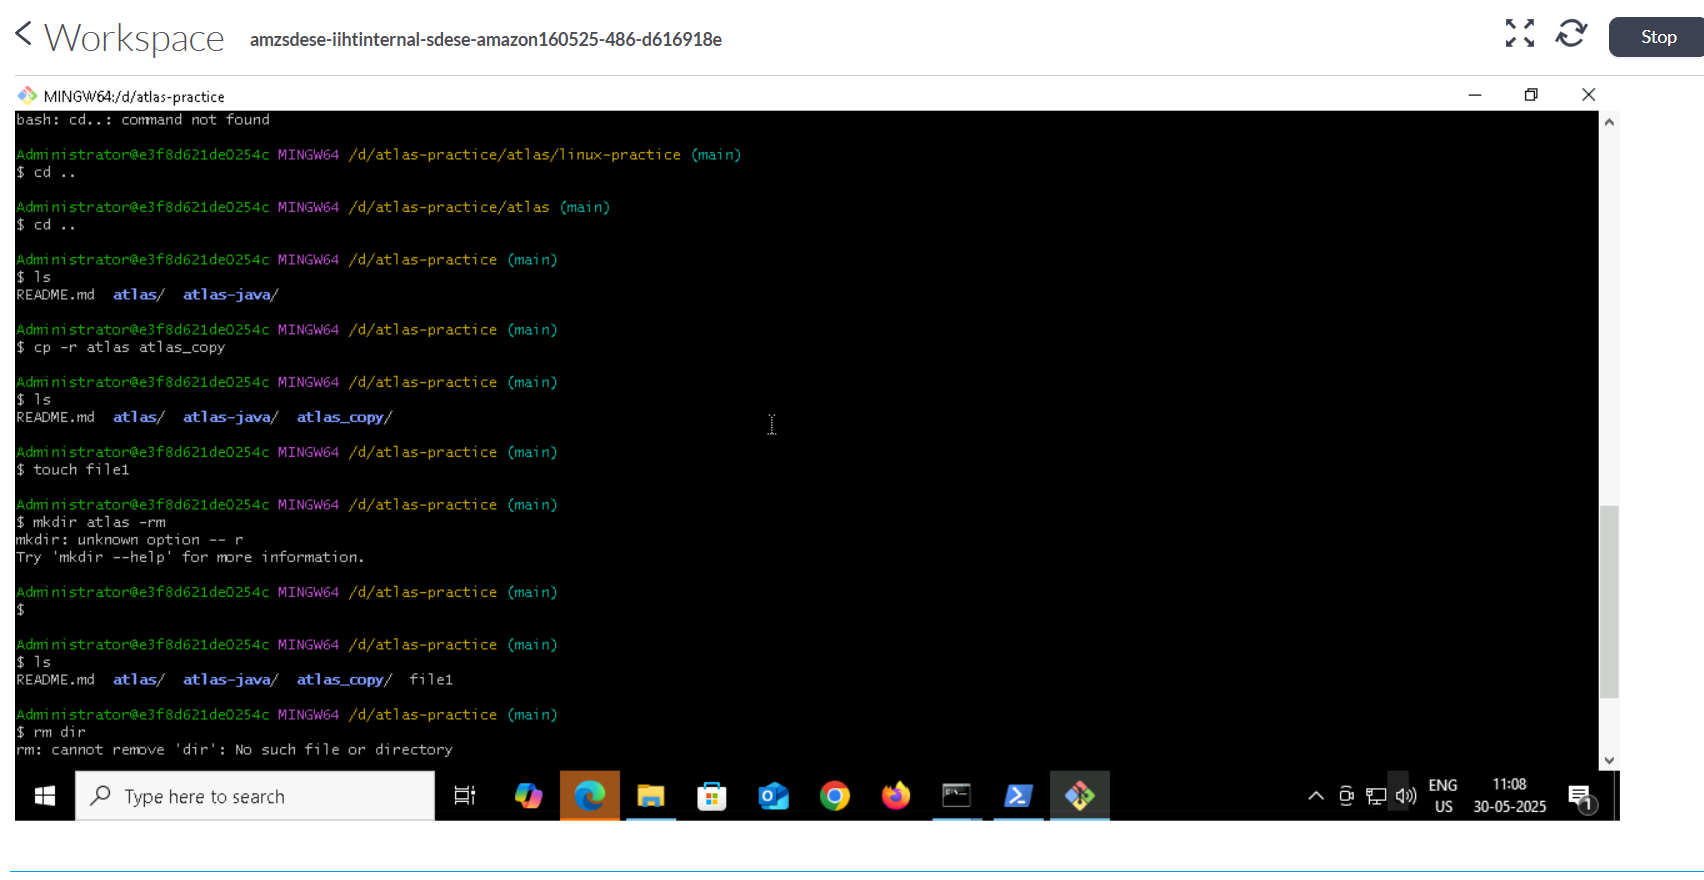 Workspace amzsdese-iihtinternal-sdese-amazon160525-486-d616918e Stop
MINGW64:/d/atlas-practice
bash: cd..: command not found
Administrator@e3f8d621de0254c MINGW64 /d/atlas-practice/atlas/linux-practice (main)
$ cd ..
Administrator@e3f8d621de0254c MINGW64 /d/atlas-practice/atlas (main)
$ cd ..
Administrator@e3f8d621de0254c MINGW64 /d/atlas-practice (main)
$ ls
README.md atlas/ atlas-java/
Administrator@e3f8d621de0254c MINGW64 /d/atlas-practice (main)
$ cp -r atlas atlas_copy
Administrator@e3f8d621de0254c MINGW64 /d/atlas-practice (main)
$ ls
README.md atlas/ atlas-java/ atlas_copy/
Administrator@e3f8d621de0254c MINGW64 /d/atlas-practice (main)
$ touch file1
Administrator@e3f8d621de0254c MINGW64 /d/atlas-practice (main)
$ mkdir atlas -rm
mkdir: unknown option -- r
Try 'mkdir --help' for more information.
Administrator@e3f8d621de0254c MINGW64 /d/atlas-practice (main)
$
Administrator@e3f8d621de0254c MINGW64 /d/atlas-practice (main)
$ ls
README.md atlas/ atlas-java/ atlas_copy/ file1
Administrator@e3f8d621de0254c MINGW64 /d/atlas-practice (main)
$ rm dir
rm: cannot remove 'dir': No such file or directory
Type here to search
ENG
US
11:08
30-05-2025
1